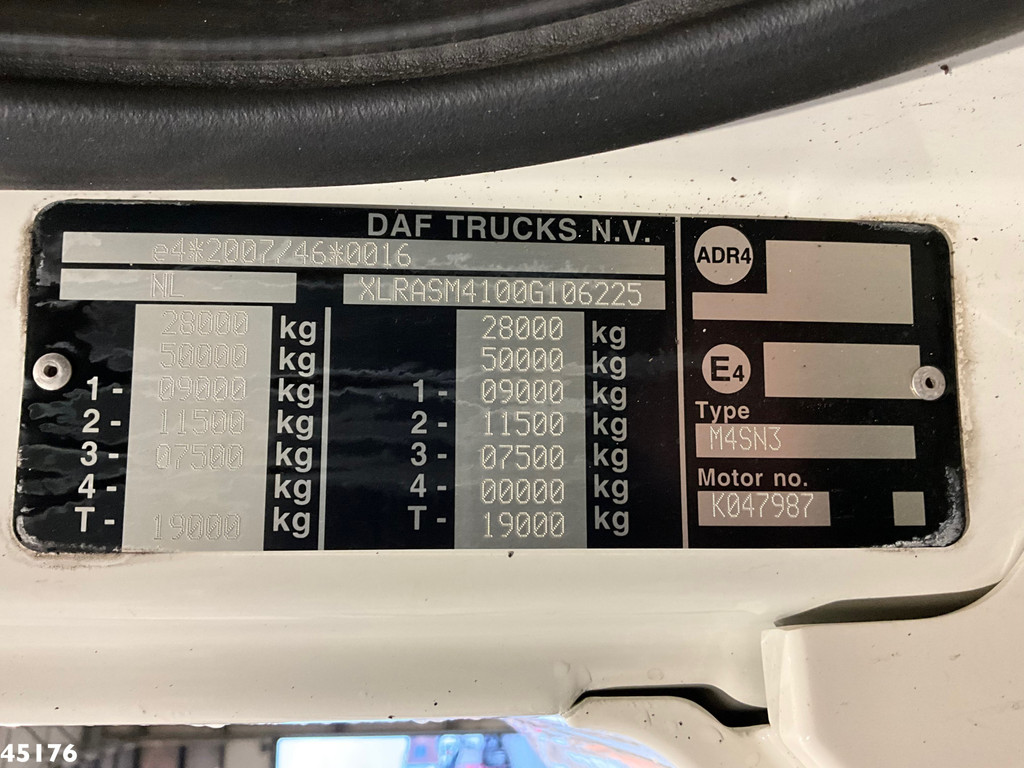 DAF TRUCKS N.V.
e4*2007/46*0016
NL XLRASM4100G106225
28000 kg 28000 kg
50000 kg 50000 kg
1- 09000 kg 1- 09000 kg
2- 11500 kg 2- 11500 kg
3- 07500 kg 3- 07500 kg
4- kg 4- 00000 kg
T- 19000 kg T- 19000 kg
ADR4
E4
Type
M4SN3
Motor no.
K047987
45176